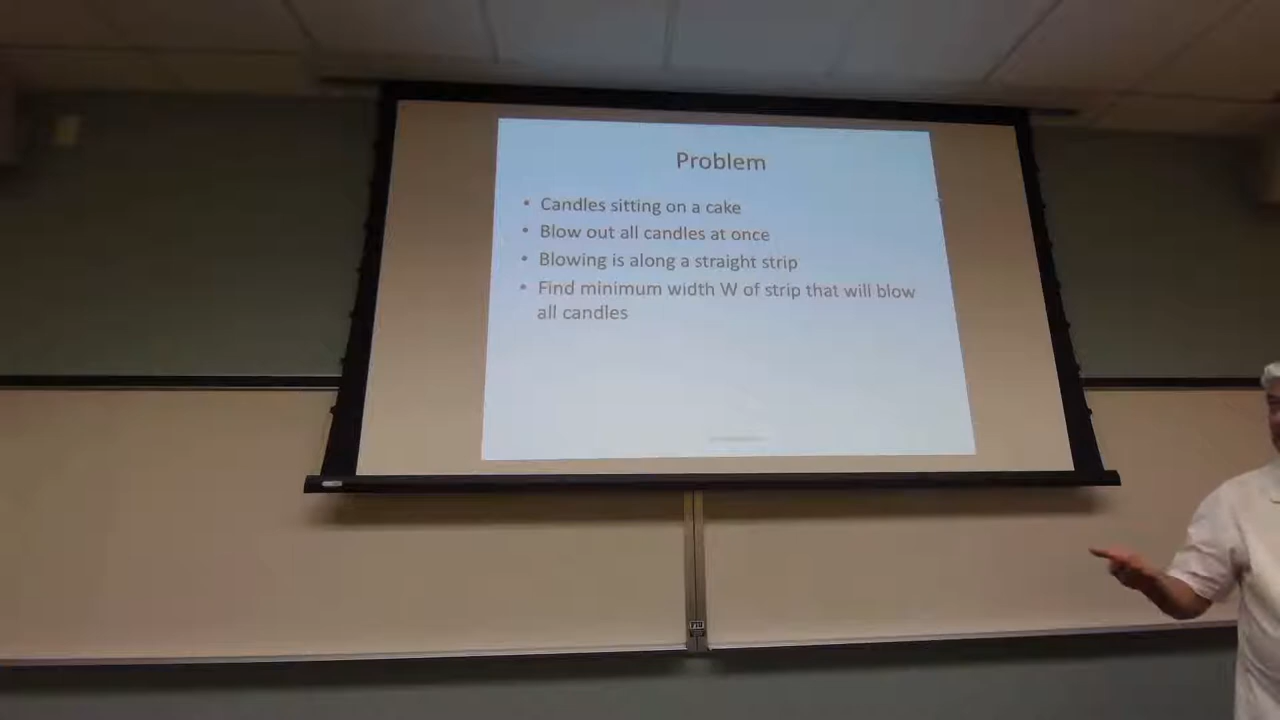 Problem
• Candles sitting on a cake
• Blow out all candles at once
• Blowing is along a straight strip
• Find minimum width W of strip that will blow
all candles